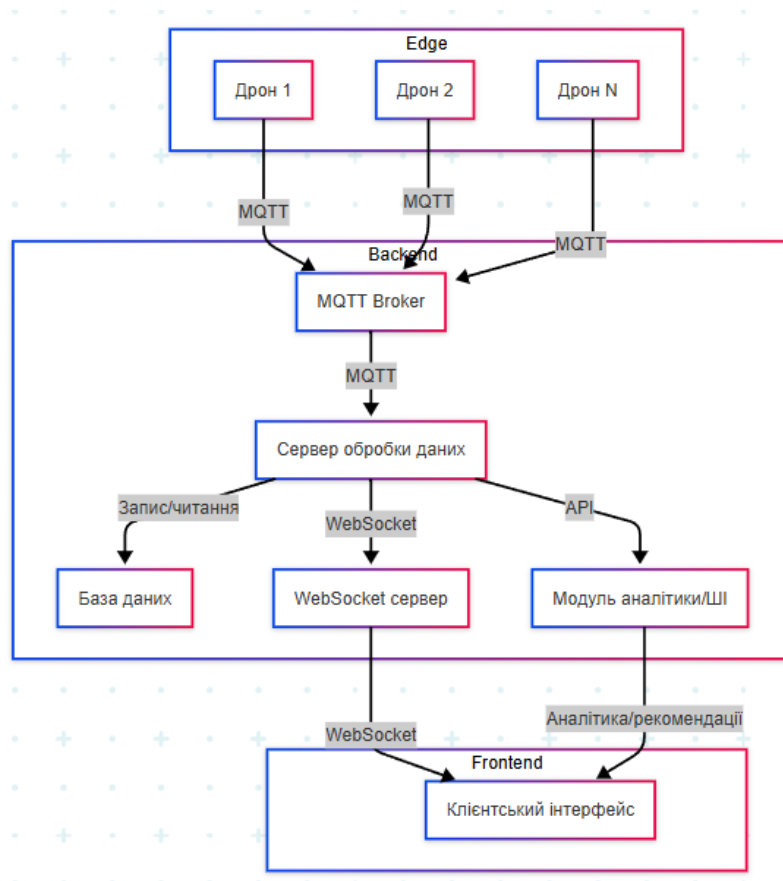 Edge
Дрон 1
Дрон 2
Дрон N
MQTT
MQTT
MQTT
Backend
MQTT Broker
MQTT
Сервер обробки даних
Запис/читання
WebSocket
API
База даних
WebSocket сервер
Модуль аналітики/ШІ
Аналітика/рекомендації
WebSocket
Frontend
Клієнтський інтерфейс